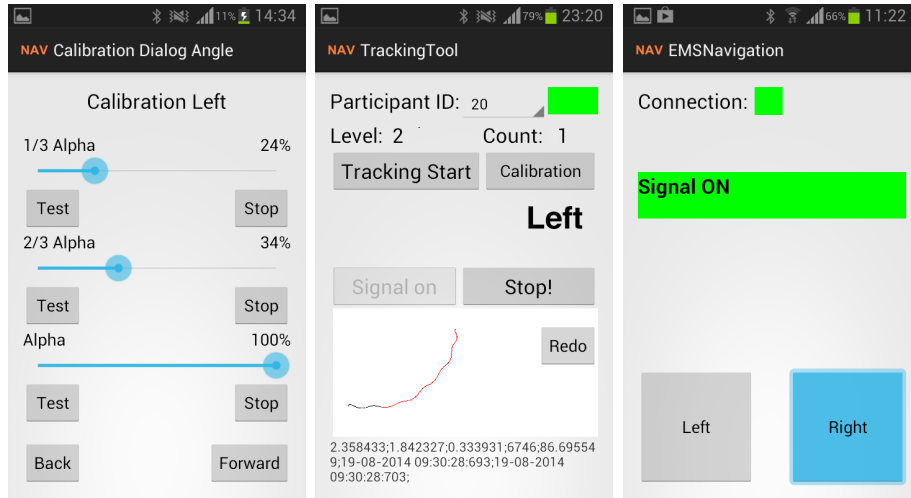 11% 14:34
NAV Calibration Dialog Angle
Calibration Left
1/3 Alpha 24%
Test Stop
2/3 Alpha 34%
Test Stop
Alpha 100%
Test Stop
Back Forward
79% 23:20
NAV TrackingTool
Participant ID: 20
Level: 2 Count: 1
Tracking Start Calibration
Left
Signal on Stop!
Redo
2.358433;1.842327;0.333931;6746;86.69554
9;19-08-2014 09:30:28:693;19-08-2014
09:30:28:703;
66% 11:22
NAV EMSNavigation
Connection:
Signal ON
Left Right